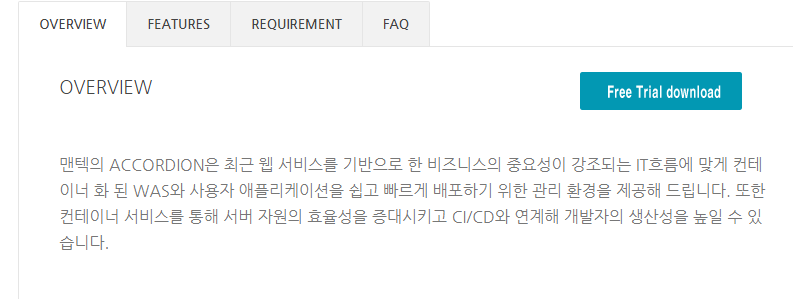 OVERVIEW FEATURES REQUIREMENT FAQ
OVERVIEW
Free Trial download
맨텍의 ACCORDION은 최근 웹 서비스를 기반으로 한 비즈니스의 중요성이 강조되는 IT흐름에 맞게 컨테
이너 화 된 WAS와 사용자 애플리케이션을 쉽고 빠르게 배포하기 위한 관리 환경을 제공해 드립니다. 또한
컨테이너 서비스를 통해 서버 자원의 효율성을 증대시키고 CI/CD와 연계해 개발자의 생산성을 높일 수 있
습니다.